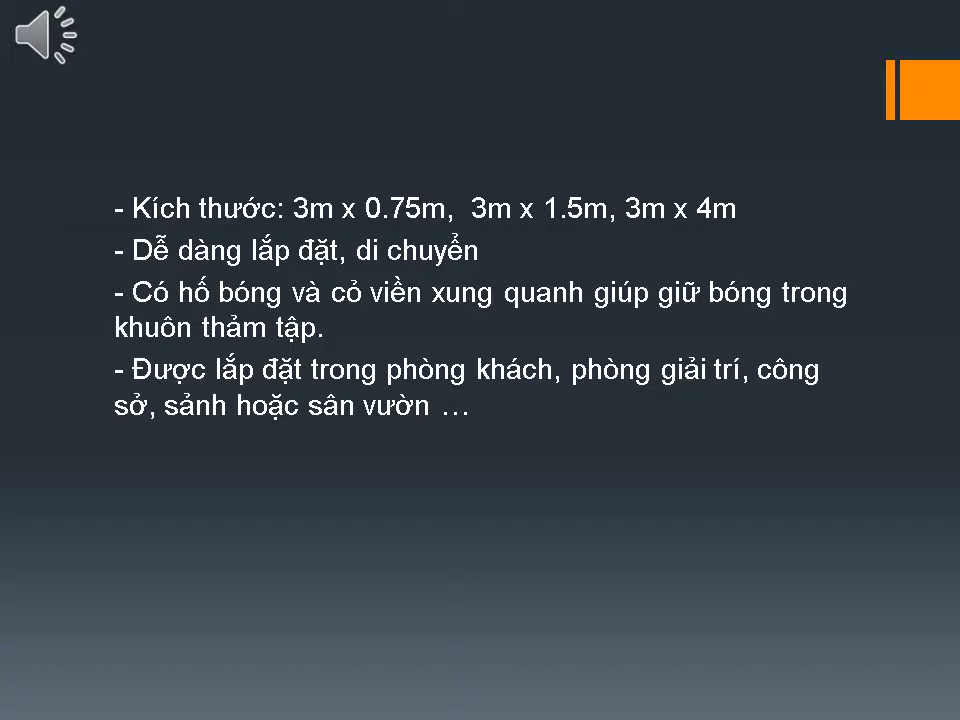 - Kích thước: 3m x 0.75m,  3m x 1.5m, 3m x 4m
- Dễ dàng lắp đặt, di chuyển
- Có hố bóng và cỏ viền xung quanh giúp giữ bóng trong
khuôn thảm tập.
- Được lắp đặt trong phòng khách, phòng giải trí, công
sở, sảnh hoặc sân vườn …